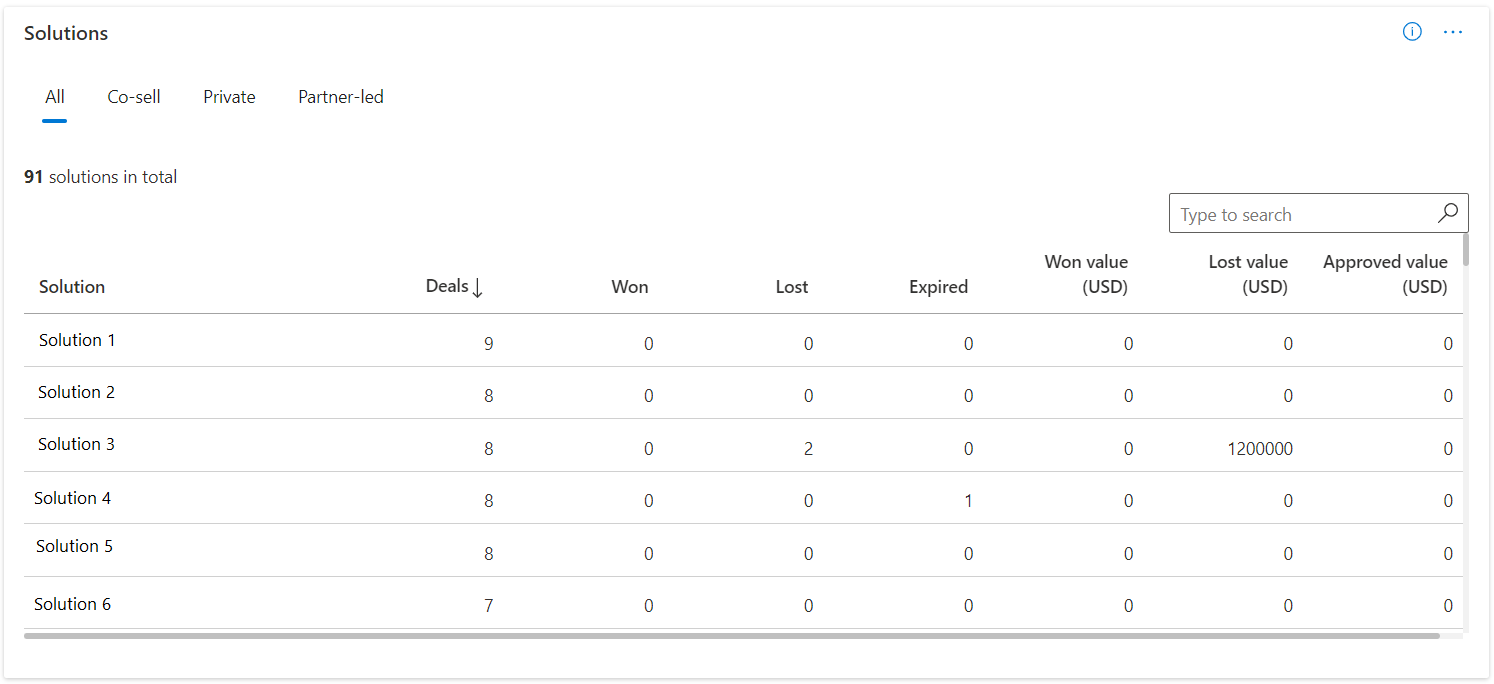 Solutions
All Co-sell Private Partner-led
91 solutions in total
Type to search
Solution Deals↓ Won Lost Expired Won value (USD) Lost value (USD) Approved value (USD)
Solution 1 9 0 0 0 0 0 0
Solution 2 8 0 0 0 0 0 0
Solution 3 8 0 2 0 0 1200000 0
Solution 4 8 0 0 1 0 0 0
Solution 5 8 0 0 0 0 0 0
Solution 6 7 0 0 0 0 0 0